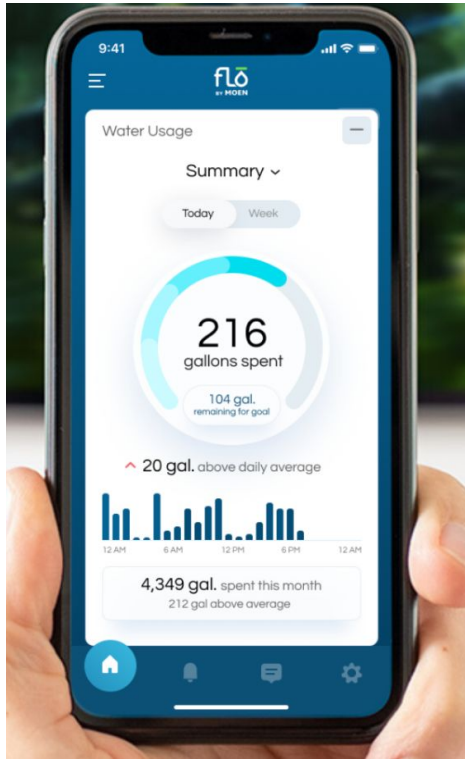 9:41
flō
BY MOEN
Water Usage
Summary
Today Week
216
gallons spent
104 gal.
remaining for goal
20 gal. above daily average
12 AM 6 AM 12 PM 6 PM 12 AM
4,349 gal. spent this month
212 gal above average